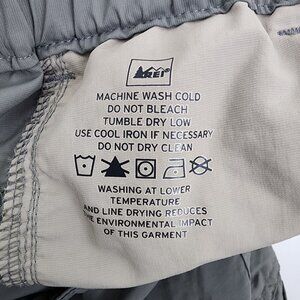 REI
MACHINE WASH COLD
DO NOT BLEACH
TUMBLE DRY LOW
USE COOL IRON IF NECESSARY
DO NOT DRY CLEAN
WASHING AT LOWER
TEMPERATURE
AND LINE DRYING REDUCES
THE ENVIRONMENTAL IMPACT
OF THIS GARMENT